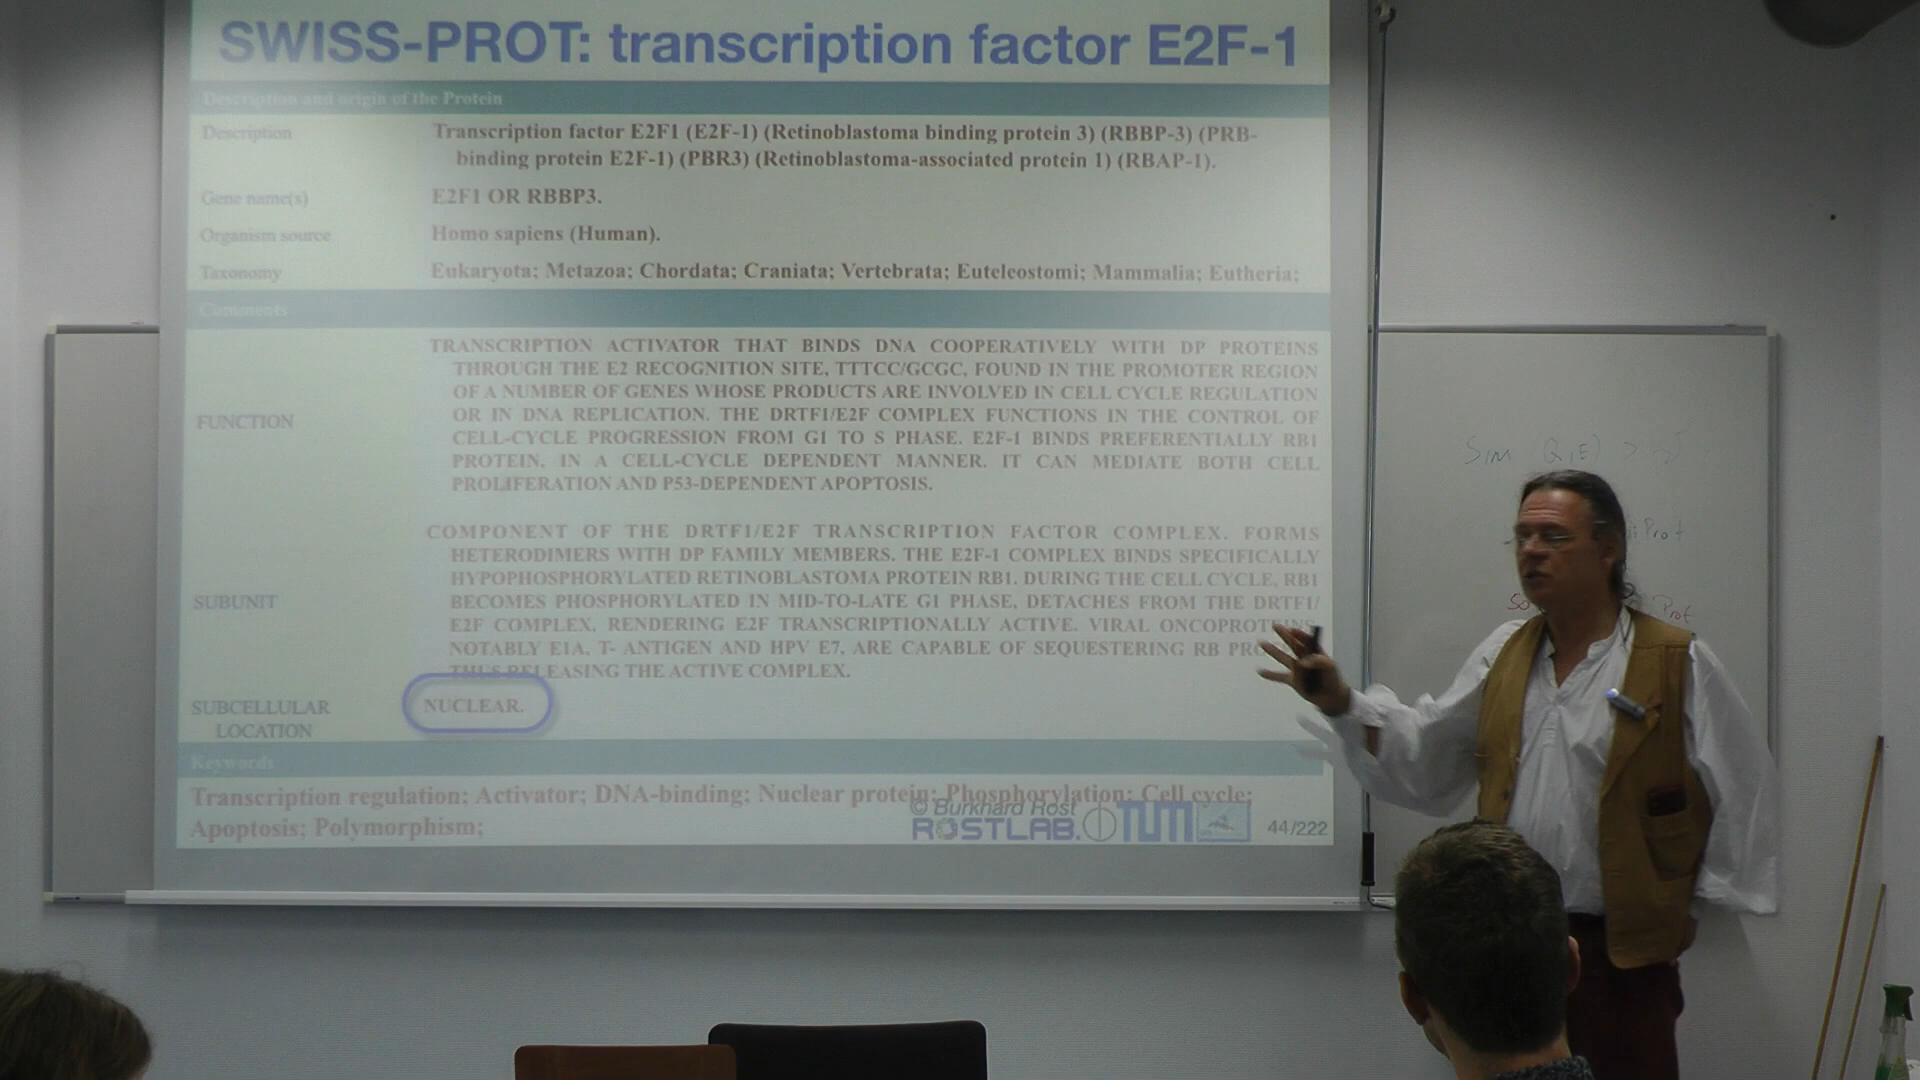 SWISS-PROT: transcription factor E2F-1
Description and origin of the Protein
Description
Transcription factor E2F1 (E2F-1) (Retinoblastoma binding protein 3) (RBBP-3) (PRB-
binding protein E2F-1) (PBR3) (Retinoblastoma-associated protein 1) (RBAP-1).
Gene name(s)
E2F1 OR RBBP3.
Organism source
Homo sapiens (Human).
Taxonomy
Eukaryota; Metazoa; Chordata; Craniata; Vertebrata; Euteleostomi; Mammalia; Eutheria;
Comments
FUNCTION
TRANSCRIPTION ACTIVATOR THAT BINDS DNA COOPERATIVELY WITH DP PROTEINS
THROUGH THE E2 RECOGNITION SITE, TTTCC/GCGC, FOUND IN THE PROMOTER REGION
OF A NUMBER OF GENES WHOSE PRODUCTS ARE INVOLVED IN CELL CYCLE REGULATION
OR IN DNA REPLICATION. THE DRTF1/E2F COMPLEX FUNCTIONS IN THE CONTROL OF
CELL-CYCLE PROGRESSION FROM G1 TO S PHASE. E2F-1 BINDS PREFERENTIALLY RB1
PROTEIN, IN A CELL-CYCLE DEPENDENT MANNER. IT CAN MEDIATE BOTH CELL
PROLIFERATION AND P53-DEPENDENT APOPTOSIS.
SUBUNIT
COMPONENT OF THE DRTF1/E2F TRANSCRIPTION FACTOR COMPLEX. FORMS
HETERODIMERS WITH DP FAMILY MEMBERS. THE E2F-1 COMPLEX BINDS SPECIFICALLY
HYPOPHOSPHORYLATED RETINOBLASTOMA PROTEIN RB1. DURING THE CELL CYCLE, RB1
BECOMES PHOSPHORYLATED IN MID-TO-LATE G1 PHASE, DETACHES FROM THE DRTF1/
E2F COMPLEX, RENDERING E2F TRANSCRIPTIONALLY ACTIVE. VIRAL ONCOPROTEINS,
NOTABLY E1A, T- ANTIGEN AND HPV E7, ARE CAPABLE OF SEQUESTERING RB
THUS RELEASING THE ACTIVE COMPLEX.
SUBCELLULAR
LOCATION
NUCLEAR.
Keywords
Transcription regulation; Activator; DNA-binding; Nuclear protein; Phosphorylation; Cell cycle;
Apoptosis; Polymorphism;
© Burkhard Rost
ROSTLAB. TUM
44/222
Prot
Prot